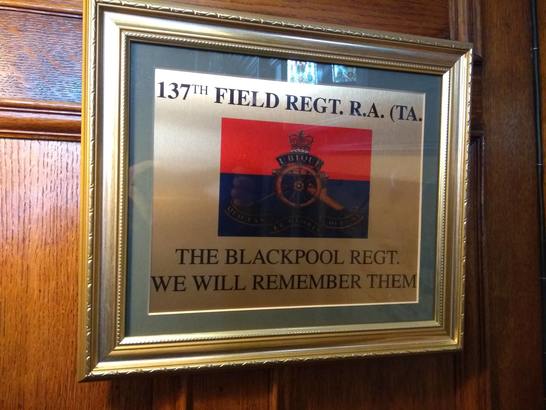 137TH FIELD REGT. R.A. (TA.
UBIQUE
THE BLACKPOOL REGT.
WE WILL REMEMBER THEM